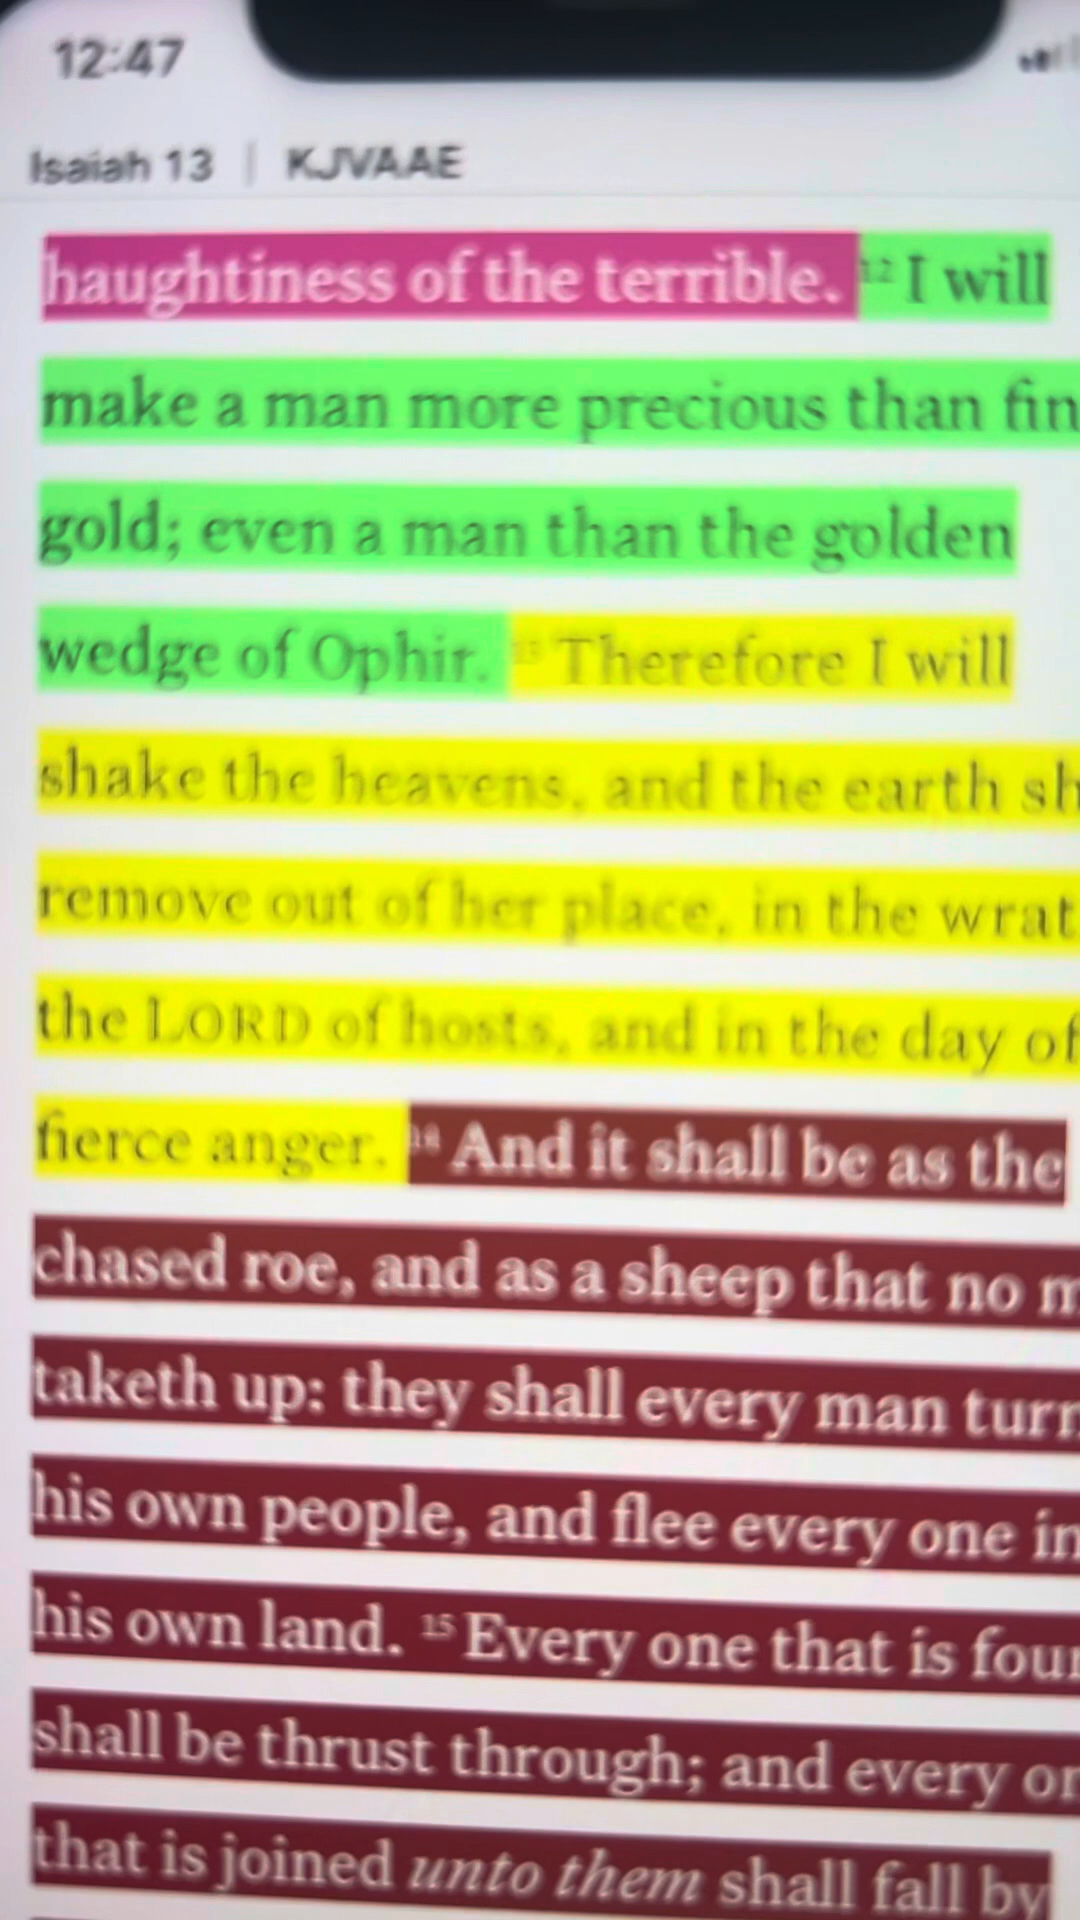 12:47
Isaiah 13 | KJVAAE
haughtiness of the terrible. 12 I will
make a man more precious than fin
gold; even a man than the golden
wedge of Ophir. 13 Therefore I will
shake the heavens, and the earth sh
remove out of her place, in the wrat
the LORD of hosts, and in the day of
fierce anger. 14 And it shall be as the
chased roe, and as a sheep that no m
taketh up: they shall every man turn
his own people, and flee every one in
his own land. 15 Every one that is foun
shall be thrust through; and every on
that is joined unto them shall fall by